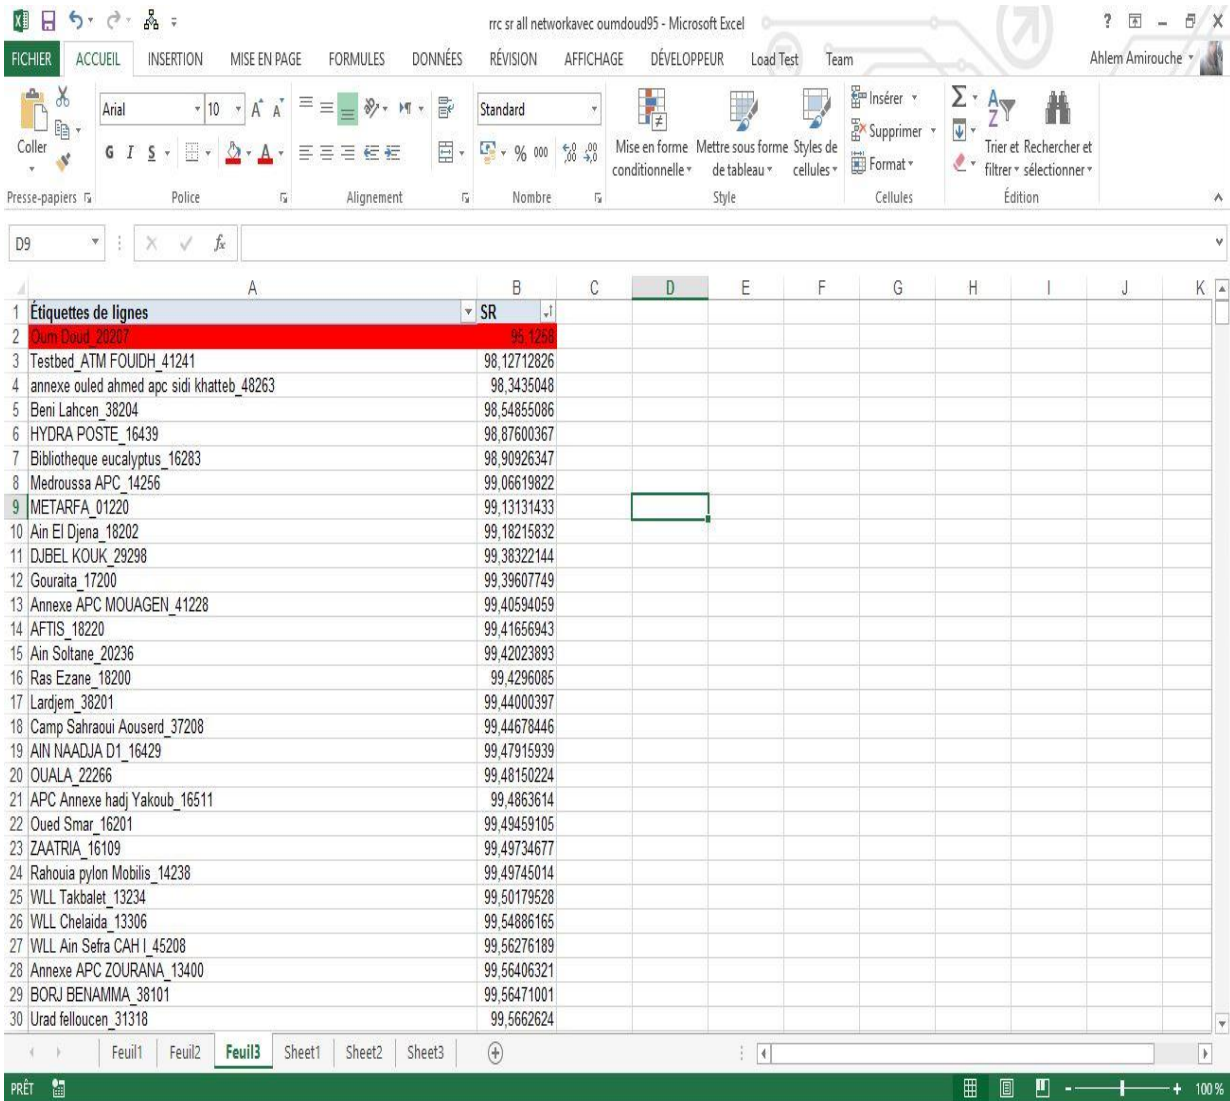 rrc sr all networkavec oumdoud95 - Microsoft Excel
FICHIER ACCUEIL INSERTION MISE EN PAGE FORMULES DONNÉES RÉVISION AFFICHAGE DÉVELOPPEUR Load Test Team Ahlem Amirouche
Coller
Arial 10
G I S
Standard
% 000
Mise en forme conditionnelle
Mettre sous forme de tableau
Styles de cellules
Insérer
Supprimer
Format
Trier et filtrer
Rechercher et sélectionner
Presse-papiers Police Alignement Nombre Style Cellules Édition
D9 fx
A B C D E F G H I J K
1 Étiquettes de lignes SR
2 Oum Doud_20207 95,1258
3 Testbed_ATM FOUIDH_41241 98,12712826
4 annexe ouled ahmed apc sidi khatteb_48263 98,3435048
5 Beni Lahcen_38204 98,54855086
6 HYDRA POSTE_16439 98,87600367
7 Bibliotheque eucalyptus_16283 98,90926347
8 Medroussa APC_14256 99,06619822
9 METARFA_01220 99,13131433
10 Ain El Djena_18202 99,18215832
11 DJBEL KOUK_29298 99,38322144
12 Gouraita_17200 99,39607749
13 Annexe APC MOUAGEN_41228 99,40594059
14 AFTIS_18220 99,41656943
15 Ain Soltane_20236 99,42023893
16 Ras Ezane_18200 99,4296085
17 Lardjem_38201 99,44000397
18 Camp Sahraoui Aouserd_37208 99,44678446
19 AIN NAADJA D1_16429 99,47915939
20 OUALA_22266 99,48150224
21 APC Annexe hadj Yakoub_16511 99,4863614
22 Oued Smar_16201 99,49459105
23 ZAATRIA_16109 99,49734677
24 Rahouia pylon Mobilis_14238 99,49745014
25 WLL Takbalet_13234 99,50179528
26 WLL Chelaida_13306 99,54886165
27 WLL Ain Sefra CAH I_45208 99,56276189
28 Annexe APC ZOURANA_13400 99,56406321
29 BORJ BENAMMA_38101 99,56471001
30 Urad felloucen_31318 99,5662624
Feuil1 Feuil2 Feuil3 Sheet1 Sheet2 Sheet3
PRÊT 100 %